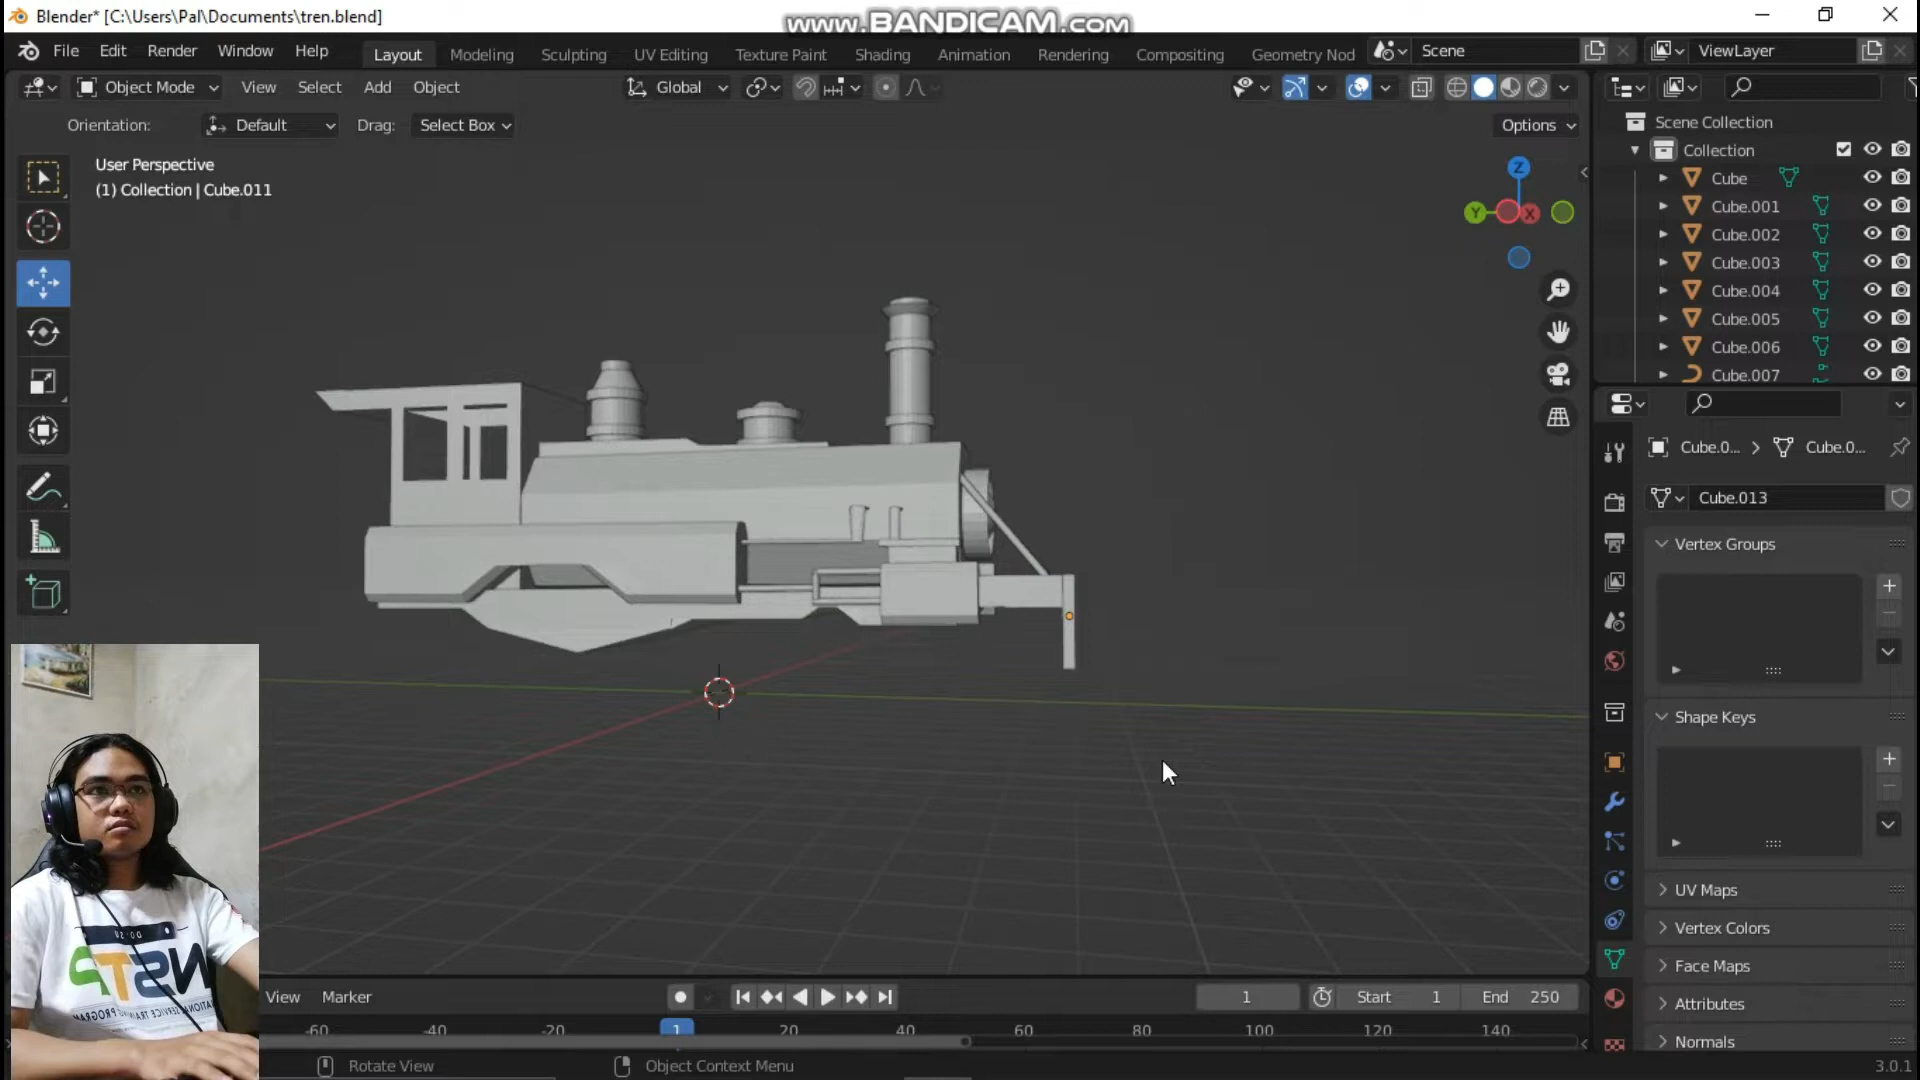 Blender* [C:\Users\Pal\Documents\tren.blend]
www.BANDICAM.com
File Edit Render Window Help
Layout Modeling Sculpting UV Editing Texture Paint Shading Animation Rendering Compositing Geometry Nod
Scene
ViewLayer
Object Mode View Select Add Object
Global
Orientation: Default Drag: Select Box
Options
User Perspective
(1) Collection | Cube.011
Z
Y
X
Scene Collection
Collection
Cube
Cube.001
Cube.002
Cube.003
Cube.004
Cube.005
Cube.006
Cube.007
Cube.0... > Cube.0...
Cube.013
Vertex Groups
Shape Keys
UV Maps
Vertex Colors
Face Maps
Attributes
Normals
View Marker
1
Start 1
End 250
-60 -40 -20 1 20 40 60 80 100 120 140
Rotate View
Object Context Menu
3.0.1
NSTP